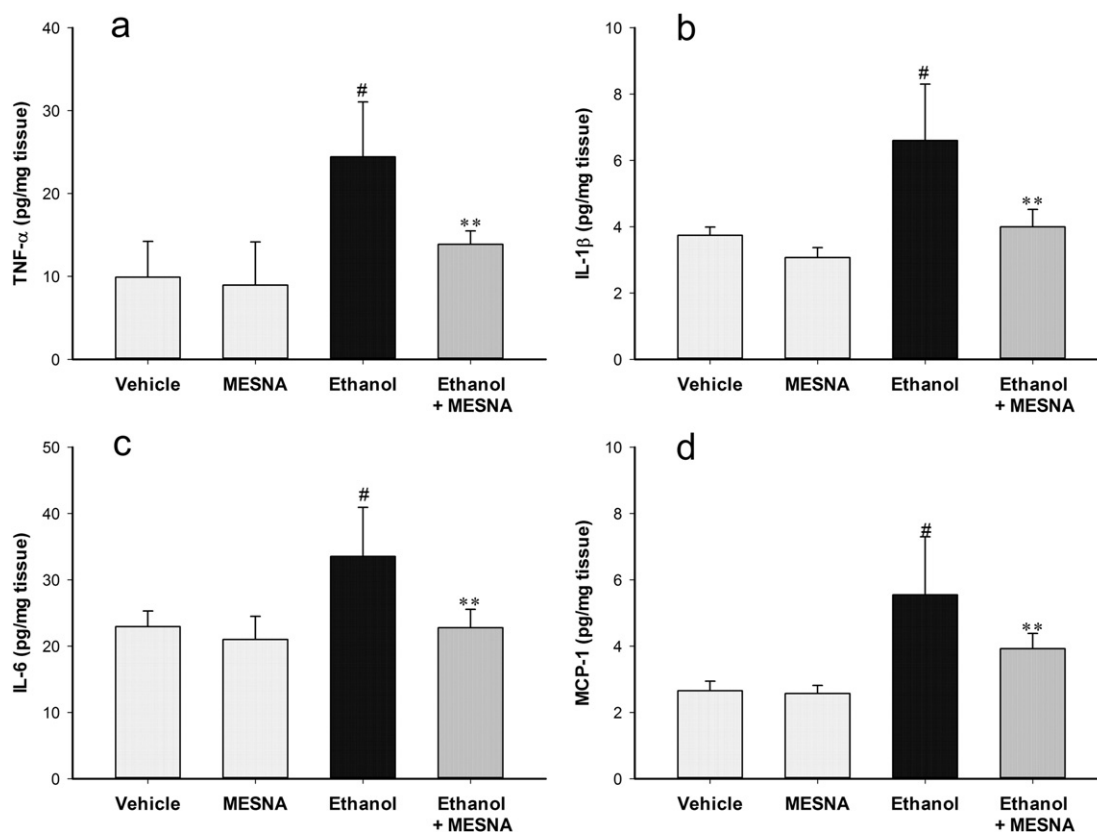 a
TNF-α (pg/mg tissue)
40
30
20
10
0
#
**
Vehicle
MESNA
Ethanol
Ethanol
+ MESNA
b
IL-1β (pg/mg tissue)
10
8
6
4
2
0
#
**
Vehicle
MESNA
Ethanol
Ethanol
+ MESNA
c
IL-6 (pg/mg tissue)
50
40
30
20
10
0
#
**
Vehicle
MESNA
Ethanol
Ethanol
+ MESNA
d
MCP-1 (pg/mg tissue)
10
8
6
4
2
0
#
**
Vehicle
MESNA
Ethanol
Ethanol
+ MESNA